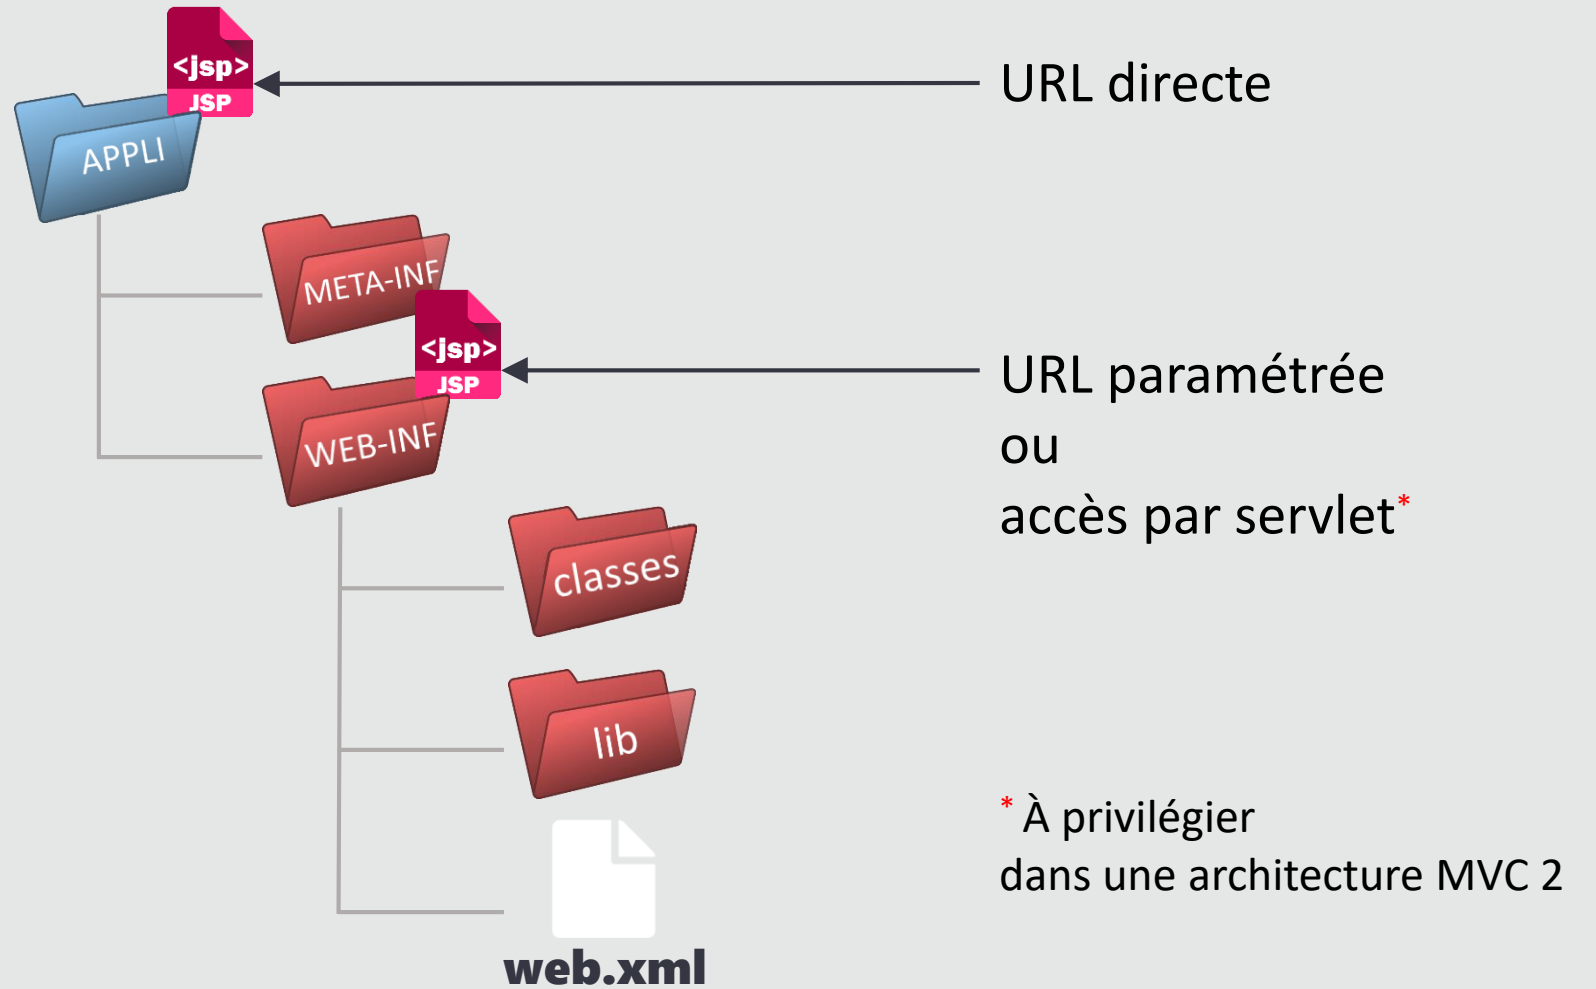 <jsp>
JSP
URL directe
APPLI
META-INF
<jsp>
JSP
URL paramétrée
ou
accès par servlet*
WEB-INF
classes
lib
* À privilégier
dans une architecture MVC 2
web.xml